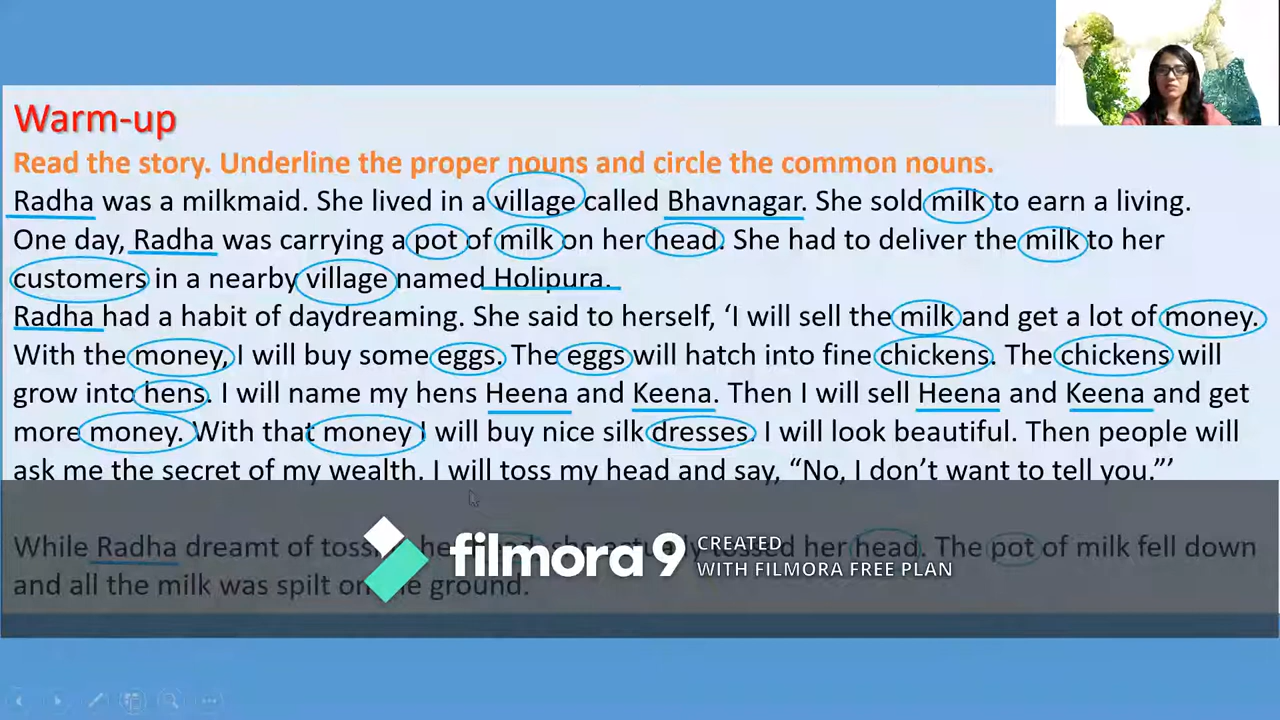 Warm-up
Read the story. Underline the proper nouns and circle the common nouns.
Radha was a milkmaid. She lived in a village called Bhavnagar. She sold milk to earn a living.
One day, Radha was carrying a pot of milk on her head. She had to deliver the milk to her
customers in a nearby village named Holipura.
Radha had a habit of daydreaming. She said to herself, ‘I will sell the milk and get a lot of money.
With the money, I will buy some eggs. The eggs will hatch into fine chickens. The chickens will
grow into hens. I will name my hens Heena and Keena. Then I will sell Heena and Keena and get
more money. With that money I will buy nice silk dresses. I will look beautiful. Then people will
ask me the secret of my wealth. I will toss my head and say, “No, I don’t want to tell you.”’
While Radha dreamt of her head. The pot of milk fell down
and all the milk was spilt ground.
filmora 9
CREATED
WITH FILMORA FREE PLAN